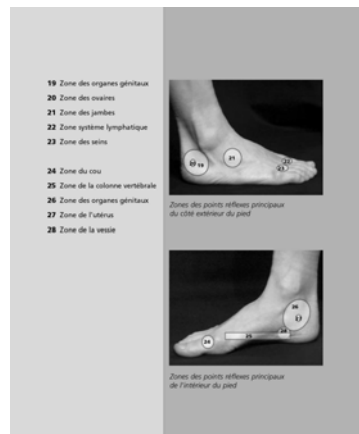 19 Zone des organes génitaux
20 Zone des ovaires
21 Zone des jambes
22 Zone système lymphatique
23 Zone des seins
24 Zone du cou
25 Zone de la colonne vertébrale
26 Zone des organes génitaux
27 Zone de l'utérus
28 Zone de la vessie
19
21
22
23
Zones des points réflexes principaux
du côté extérieur du pied
26
27
28
25
24
Zones des points réflexes principaux
de l'intérieur du pied